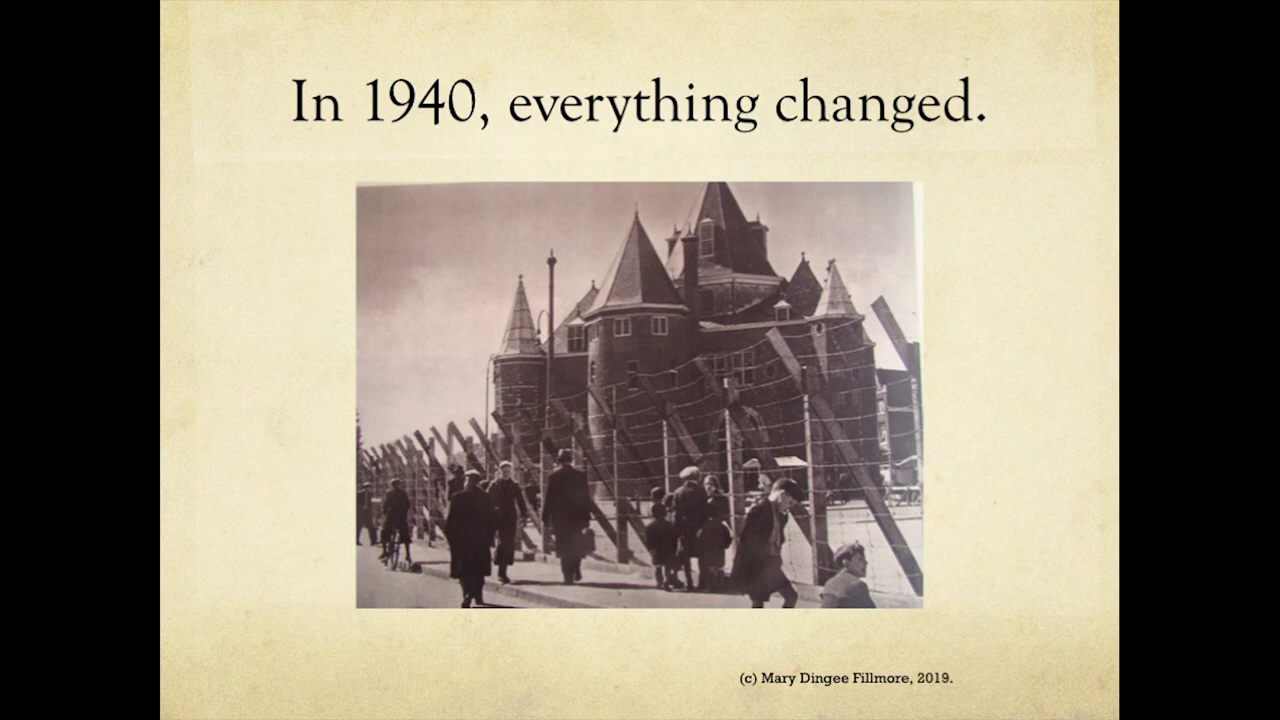 In 1940, everything changed.
(c) Mary Dingee Fillmore, 2019.